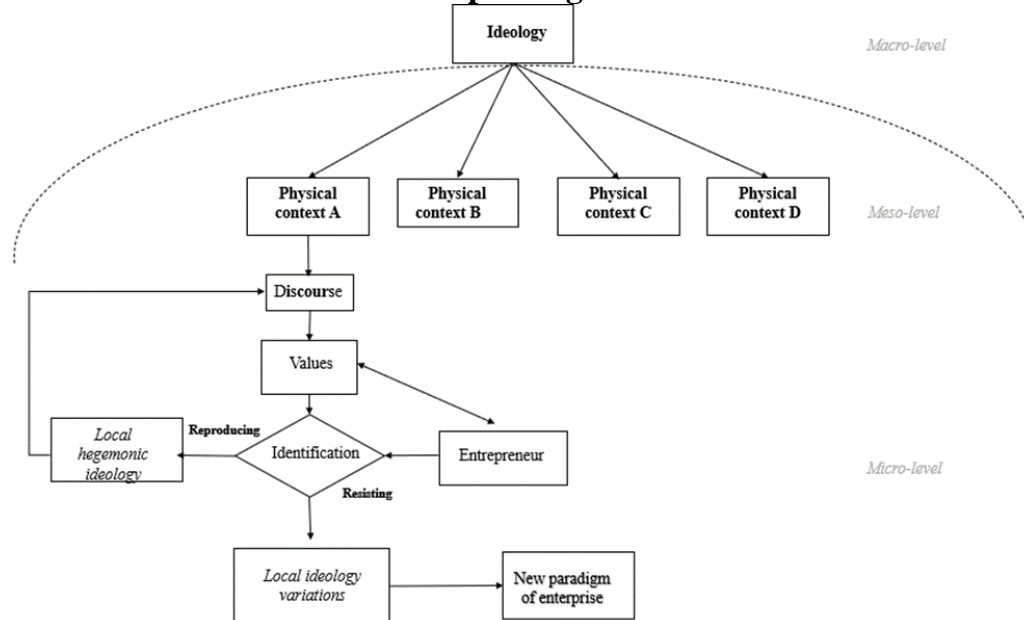 Ideology
Macro-level
Physical
context A
Physical
context B
Physical
context C
Physical
context D
Meso-level
Discourse
Values
Local
hegemonic
ideology
Reproducing
Identification
Entrepreneur
Micro-level
Resisting
Local ideology
variations
New paradigm
of enterprise